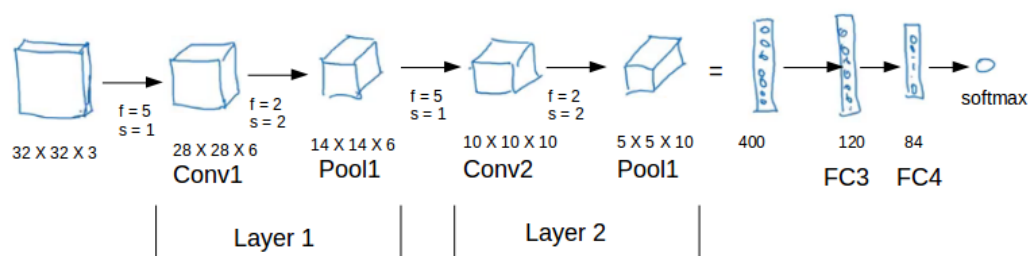 f = 5
s = 1
f = 2
s = 2
f = 5
s = 1
f = 2
s = 2
=
softmax
32 X 32 X 3
28 X 28 X 6
14 X 14 X 6
10 X 10 X 10
5 X 5 X 10
400
120
84
Conv1
Pool1
Conv2
Pool1
FC3
FC4
Layer 1
Layer 2